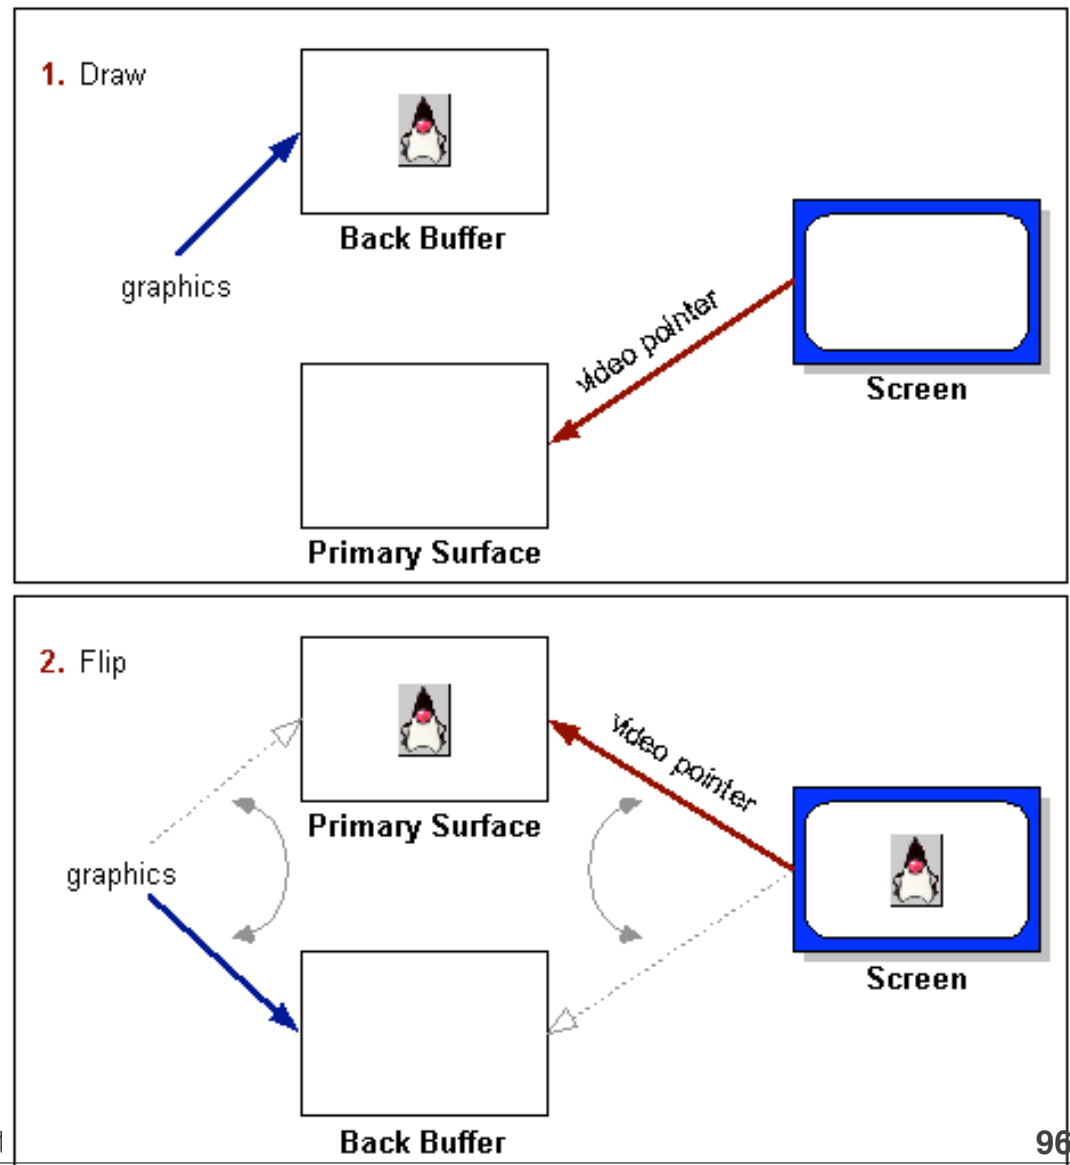 1. Draw
Back Buffer
graphics
video pointer
Screen
Primary Surface
2. Flip
video pointer
Primary Surface
graphics
Screen
Back Buffer
96